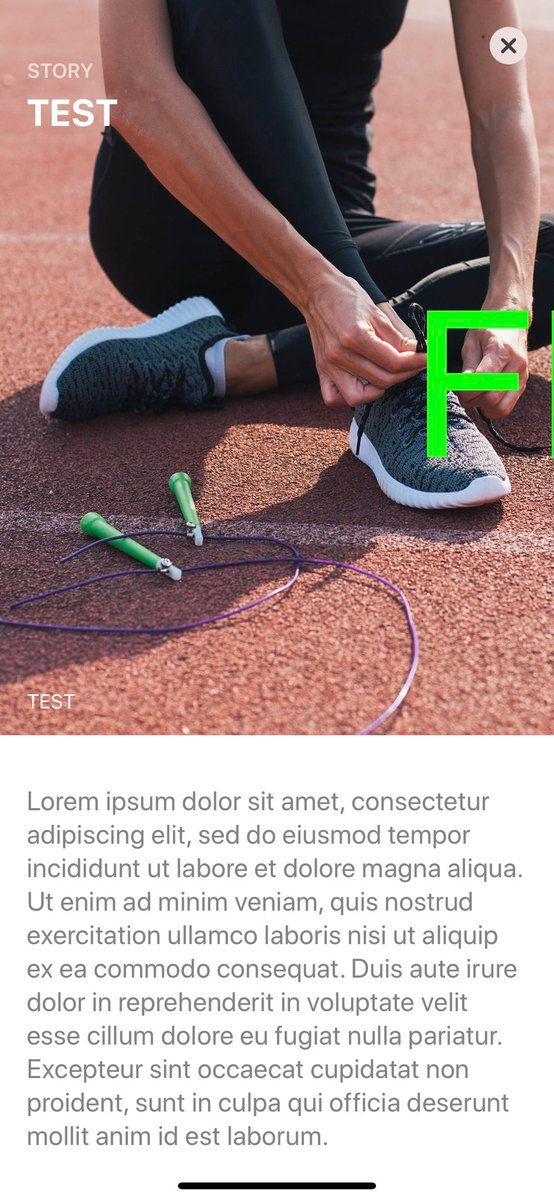 STORY
TEST
F
TEST
Lorem ipsum dolor sit amet, consectetur
adipiscing elit, sed do eiusmod tempor
incididunt ut labore et dolore magna aliqua.
Ut enim ad minim veniam, quis nostrud
exercitation ullamco laboris nisi ut aliquip
ex ea commodo consequat. Duis aute irure
dolor in reprehenderit in voluptate velit
esse cillum dolore eu fugiat nulla pariatur.
Excepteur sint occaecat cupidatat non
proident, sunt in culpa qui officia deserunt
mollit anim id est laborum.